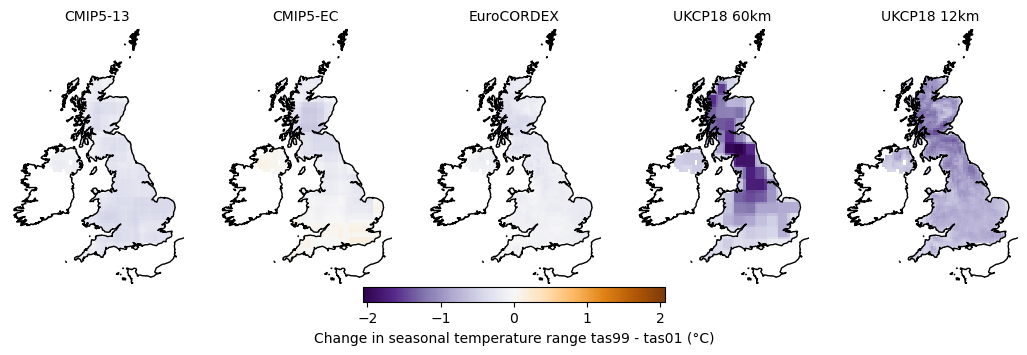 CMIP5-13 CMIP5-EC EuroCORDEX UKCP18 60km UKCP18 12km
−2 −1 0 1 2
Change in seasonal temperature range tas99 - tas01 (°C)